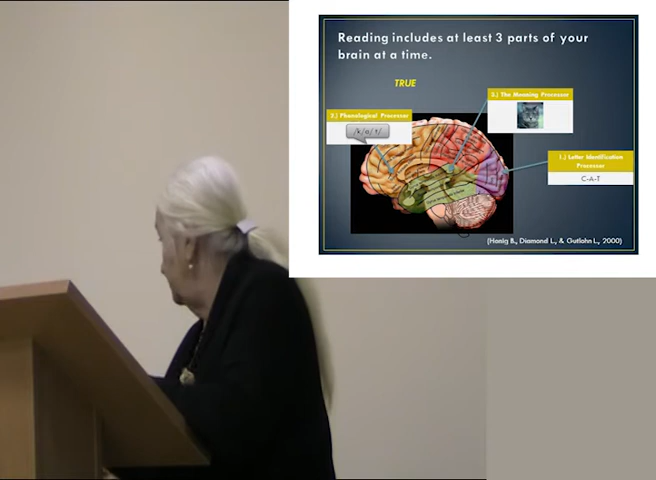 Reading includes at least 3 parts of your
brain at a time.
TRUE
3.) The Meaning Processor
2.) Phonological Processor
/k/a/t/
1.) Letter Identification
Processor
C-A-T
(Honig B., Diamond L., & Gutlohn L., 2000)